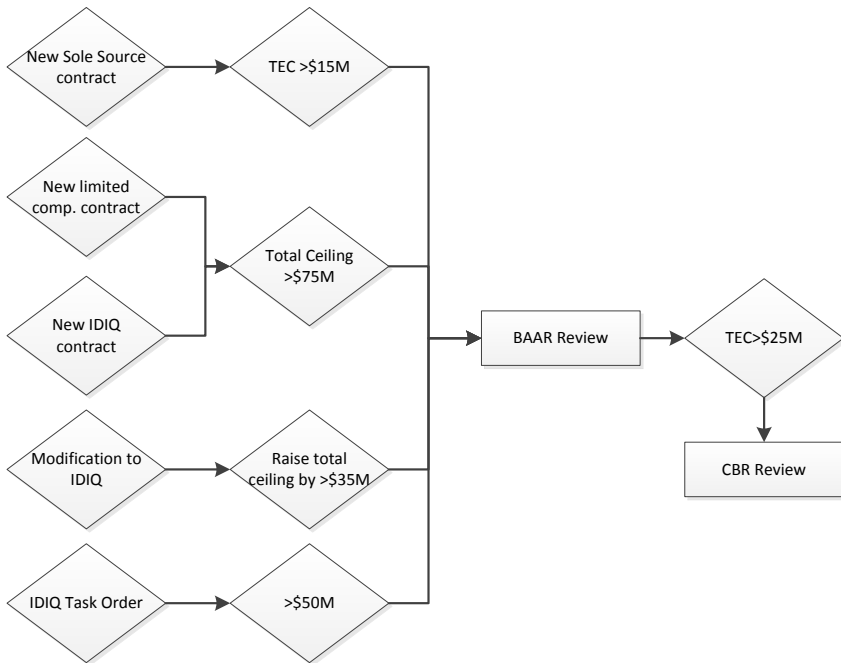 New Sole Source
contract
TEC >$15M
New limited
comp. contract
Total Ceiling
>$75M
New IDIQ
contract
BAAR Review
TEC>$25M
Modification to
IDIQ
Raise total
ceiling by >$35M
CBR Review
IDIQ Task Order
>$50M